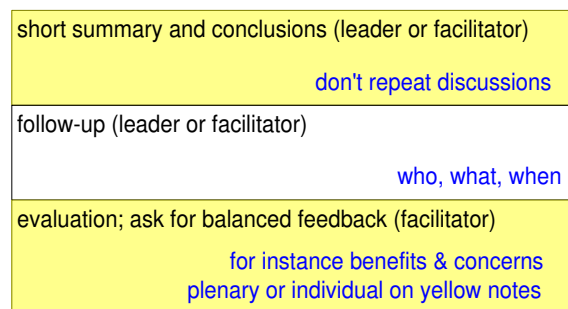 short summary and conclusions (leader or facilitator)
don't repeat discussions
follow-up (leader or facilitator)
who, what, when
evaluation; ask for balanced feedback (facilitator)
for instance benefits & concerns
plenary or individual on yellow notes